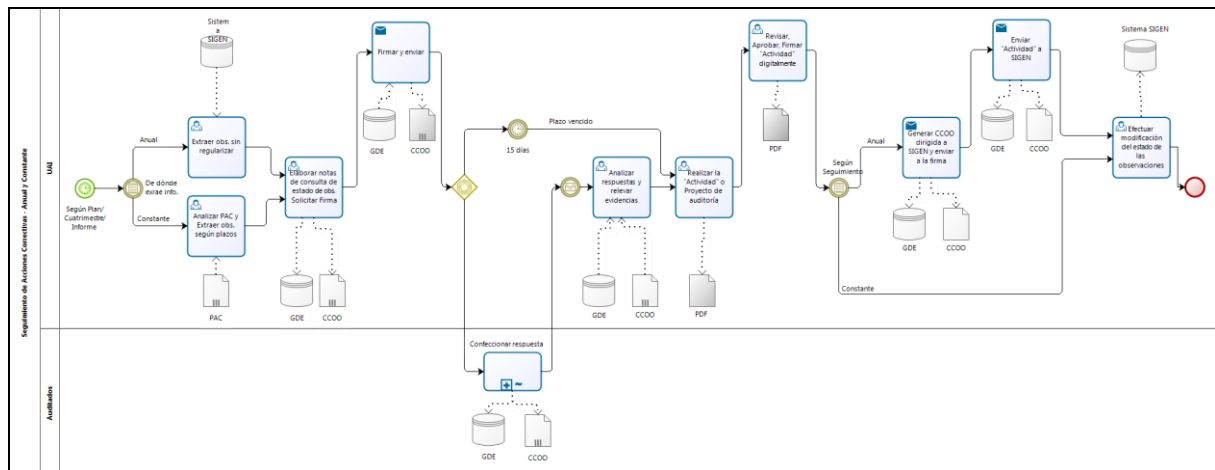 Seguimiento de Acciones Correctivas - Anual y Constante
UAI
Auditados
Según Plan/
Cuatrimestre/
Informe
De dónde
exrae info.
Anual
Constante
Sistem
a
SIGEN
Extraer obs. sin
regularizar
Analizar PAC y
Extraer obs.
según plazos
PAC
Elaborar notas
de consulta de
estado de obs.
Solicitar Firma
GDE
CCOO
Firmar y enviar
GDE
CCOO
15 días
Plazo vencido
Confeccionar respuesta
GDE
CCOO
Analizar
respuestas y
relevar
evidencias
GDE
CCOO
Realizar la
"Actividad" o
Proyecto de
auditoría
PDF
Revisar,
Aprobar, Firmar
"Actividad"
digitalmente
PDF
Según
Seguimiento
Anual
Constante
Generar CCOO
dirigida a
SIGEN y enviar
a la firma
GDE
CCOO
Enviar
"Actividad" a
SIGEN
GDE
CCOO
Sistema SIGEN
Efectuar
modificación
del estado de
las
observaciones